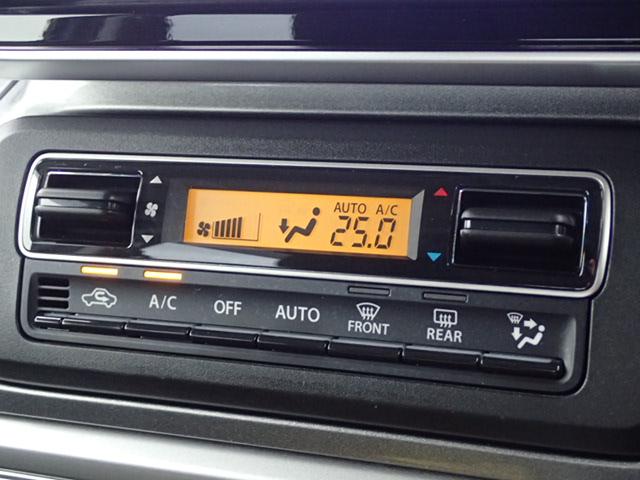 AUTO A/C
25.0
A/C
OFF
AUTO
FRONT
REAR